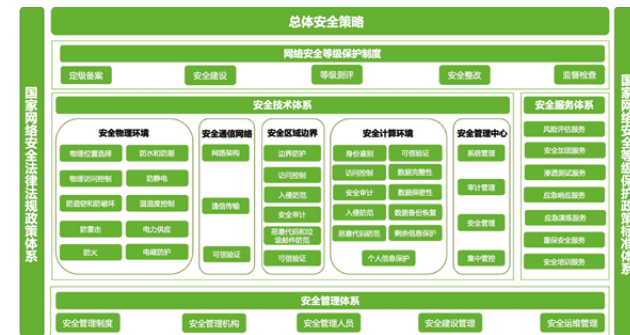 总体安全策略
网络安全等级保护制度
定级备案
安全建设
等级测评
安全整改
监督检查
国家网络安全法律法规政策体系
安全技术体系
安全物理环境
物理位置选择
防水和防潮
物理访问控制
防静电
防盗窃和防破坏
温湿度控制
防雷击
电力供应
防火
电磁防护
安全通信网络
网络架构
通信传输
可信验证
安全区域边界
边界防护
访问控制
入侵防范
安全审计
恶意代码和垃
圾邮件防范
可信验证
安全计算环境
身份鉴别
可信验证
访问控制
数据完整性
安全审计
数据保密性
入侵防范
数据备份恢复
恶意代码防范
剩余信息保护
个人信息保护
安全管理中心
系统管理
审计管理
安全管理
集中管控
安全服务体系
风险评估服务
安全加固服务
渗透测试服务
应急响应服务
应急演练服务
重保安全服务
安全培训服务
国家网络安全等级保护政策标准体系
安全管理体系
安全管理制度
安全管理机构
安全管理人员
安全建设管理
安全运维管理